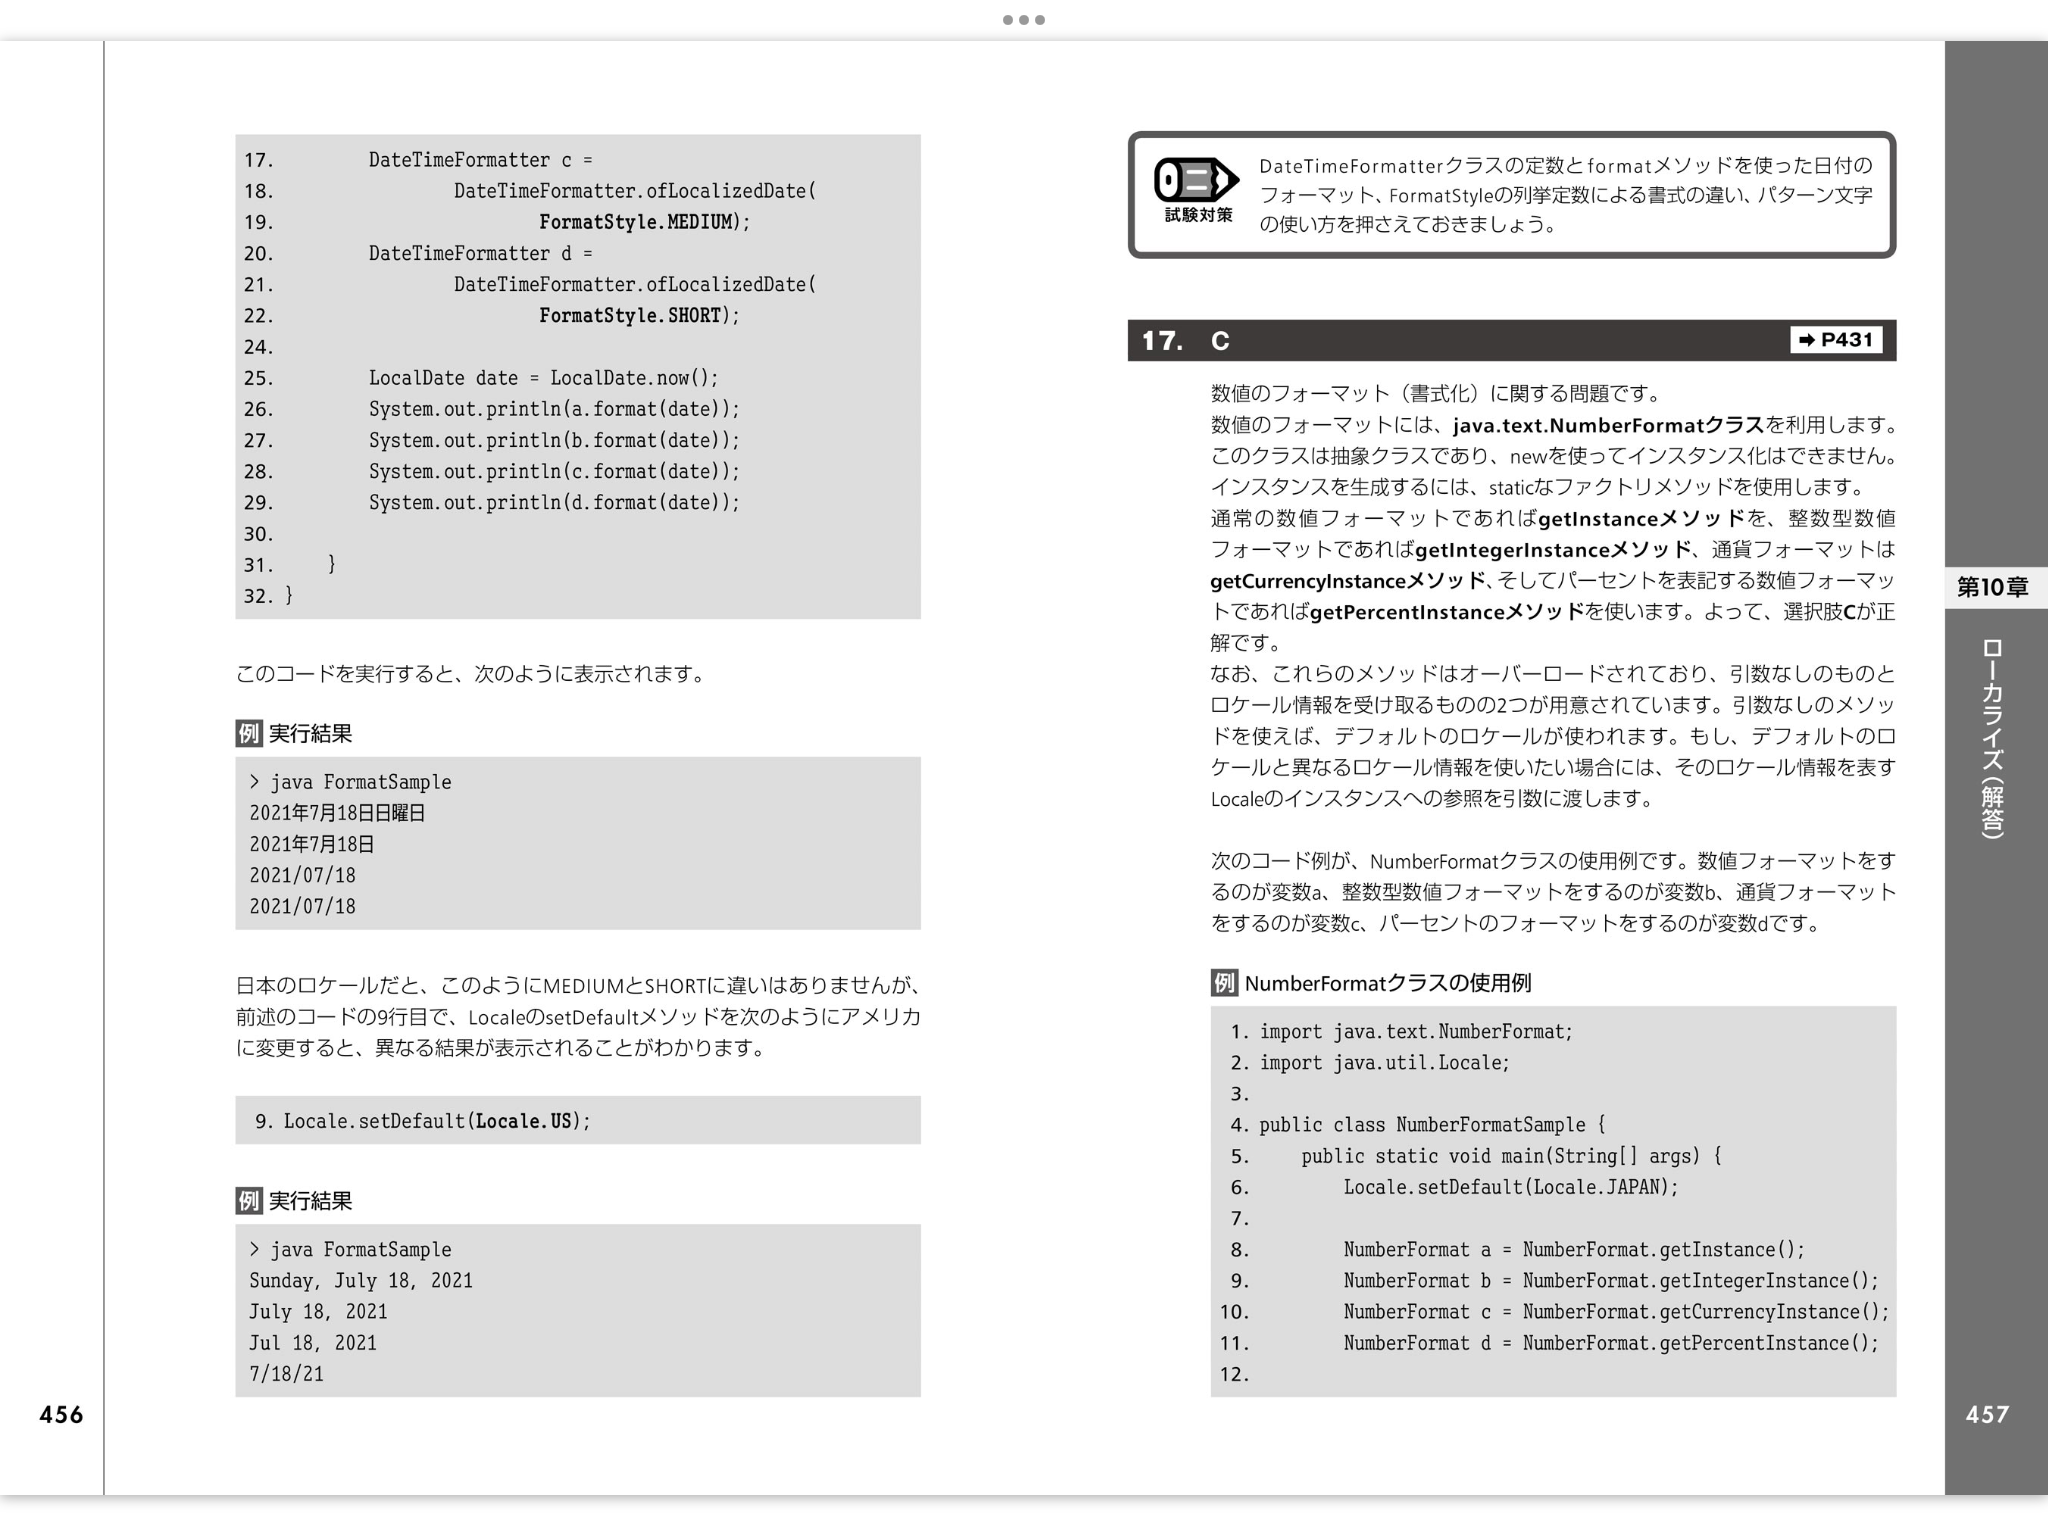 17.         DateTimeFormatter c =
18.                 DateTimeFormatter.ofLocalizedDate(
19.                         FormatStyle.MEDIUM);
20.         DateTimeFormatter d =
21.                 DateTimeFormatter.ofLocalizedDate(
22.                         FormatStyle.SHORT);
24.
25.         LocalDate date = LocalDate.now();
26.         System.out.println(a.format(date));
27.         System.out.println(b.format(date));
28.         System.out.println(c.format(date));
29.         System.out.println(d.format(date));
30.
31.     }
32. }
このコードを実行すると、次のように表示されます。
例 実行結果
> java FormatSample
2021年7月18日日曜日
2021年7月18日
2021/07/18
2021/07/18
日本のロケールだと、このようにMEDIUMとSHORTに違いはありませんが、
前述のコードの9行目で、LocaleのsetDefaultメソッドを次のようにアメリカ
に変更すると、異なる結果が表示されることがわかります。
9. Locale.setDefault(Locale.US);
例 実行結果
> java FormatSample
Sunday, July 18, 2021
July 18, 2021
Jul 18, 2021
7/18/21
456
試験対策
DateTimeFormatterクラスの定数とformatメソッドを使った日付の
フォーマット、FormatStyleの列挙定数による書式の違い、パターン文字
の使い方を押さえておきましょう。
17. C ➡ P431
数値のフォーマット（書式化）に関する問題です。
数値のフォーマットには、java.text.NumberFormatクラスを利用します。
このクラスは抽象クラスであり、newを使ってインスタンス化はできません。
インスタンスを生成するには、staticなファクトリメソッドを使用します。
通常の数値フォーマットであればgetInstanceメソッドを、整数型数値
フォーマットであればgetIntegerInstanceメソッド、通貨フォーマットは
getCurrencyInstanceメソッド、そしてパーセントを表記する数値フォーマッ
トであればgetPercentInstanceメソッドを使います。よって、選択肢Cが正
解です。
なお、これらのメソッドはオーバーロードされており、引数なしのものと
ロケール情報を受け取るものの2つが用意されています。引数なしのメソッ
ドを使えば、デフォルトのロケールが使われます。もし、デフォルトのロ
ケールと異なるロケール情報を使いたい場合には、そのロケール情報を表す
Localeのインスタンスへの参照を引数に渡します。
次のコード例が、NumberFormatクラスの使用例です。数値フォーマットをす
るのが変数a、整数型数値フォーマットをするのが変数b、通貨フォーマット
をするのが変数c、パーセントのフォーマットをするのが変数dです。
例 NumberFormatクラスの使用例
1. import java.text.NumberFormat;
2. import java.util.Locale;
3.
4. public class NumberFormatSample {
5.     public static void main(String[] args) {
6.         Locale.setDefault(Locale.JAPAN);
7.
8.         NumberFormat a = NumberFormat.getInstance();
9.         NumberFormat b = NumberFormat.getIntegerInstance();
10.         NumberFormat c = NumberFormat.getCurrencyInstance();
11.         NumberFormat d = NumberFormat.getPercentInstance();
12.
第10章
ローカライズ（解答）
457